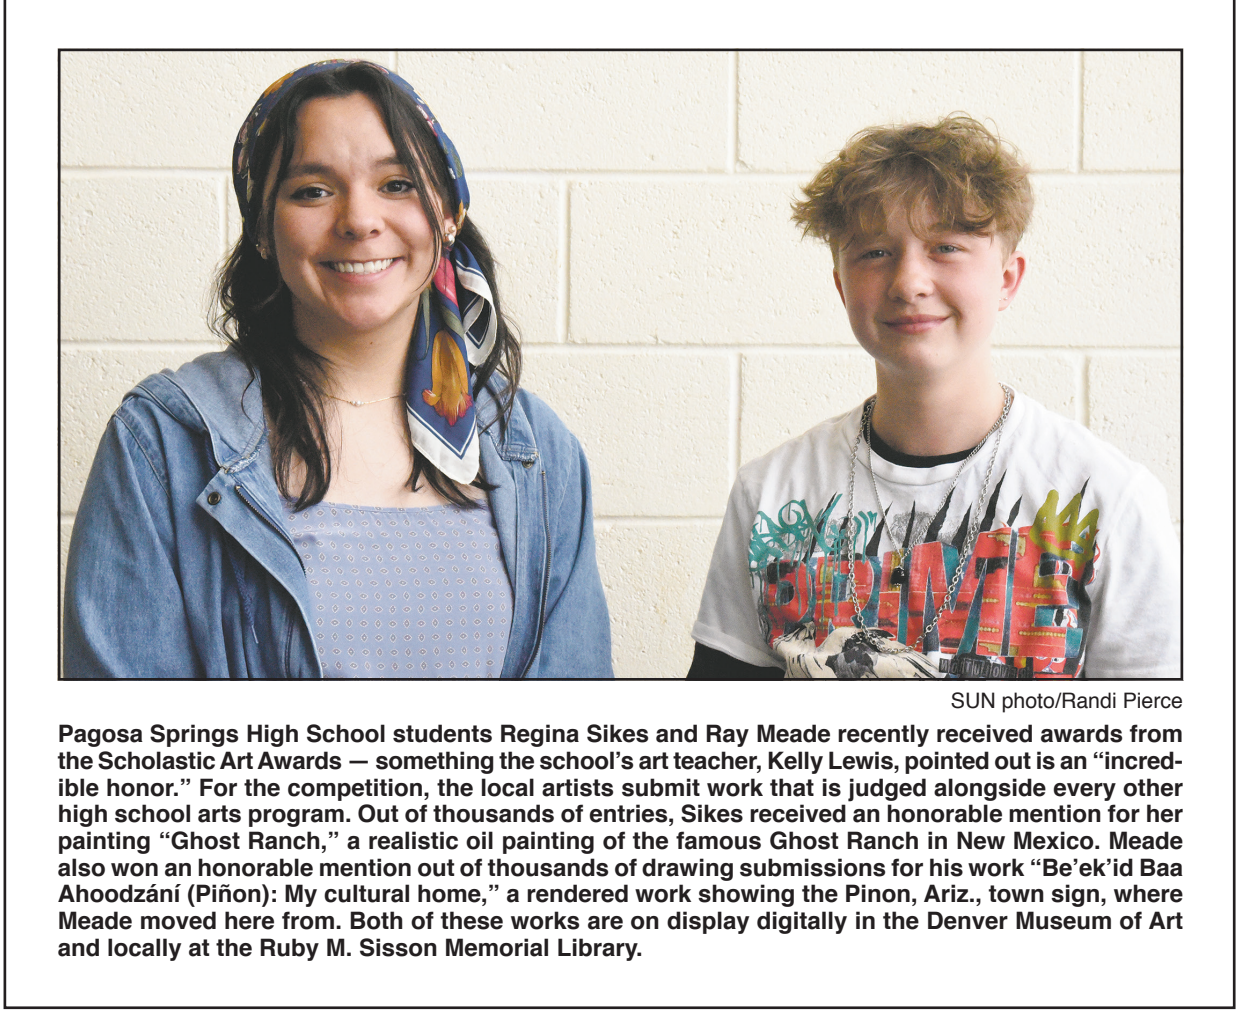 PRIME
SUN photo/Randi Pierce
Pagosa Springs High School students Regina Sikes and Ray Meade recently received awards from
the Scholastic Art Awards — something the school's art teacher, Kelly Lewis, pointed out is an “incred-
ible honor.” For the competition, the local artists submit work that is judged alongside every other
high school arts program. Out of thousands of entries, Sikes received an honorable mention for her
painting “Ghost Ranch,” a realistic oil painting of the famous Ghost Ranch in New Mexico. Meade
also won an honorable mention out of thousands of drawing submissions for his work “Be’ek’id Baa
Ahoodzání (Piñon): My cultural home,” a rendered work showing the Pinon, Ariz., town sign, where
Meade moved here from. Both of these works are on display digitally in the Denver Museum of Art
and locally at the Ruby M. Sisson Memorial Library.